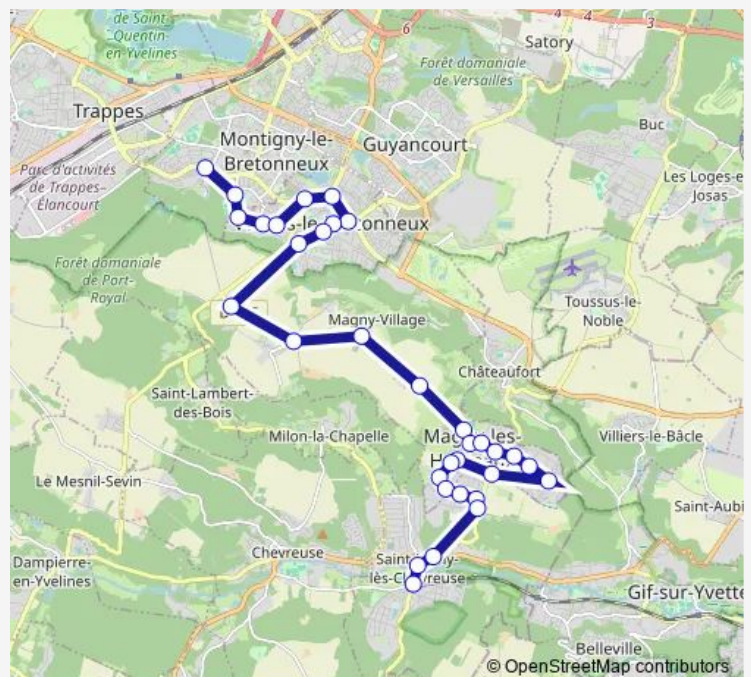 de Saint-
Quentin-
en-Yvelines
6
4
4
3
Satory
Forêt domaniale
de Versailles
Trappes
Montigny-le-
Bretonneux
Guyancourt
Buc
Parc d'activités
de Trappes-
Élancourt
Les Loges-e
Josas
onneux
Forêt domaniale
de Port-
Royal
Toussus-le-
Noble
Magny-Village
Châteaufort
Saint-Lambert-
des-Bois
Milon-la-Chapelle
Villiers-le-Bâcle
Le Mesnil-Sevin
Saint-Aubi
Chevreuse
Dampierre-
en-Yvelines
Gif-sur-Yvette
Belleville
© OpenStreetMap contributors